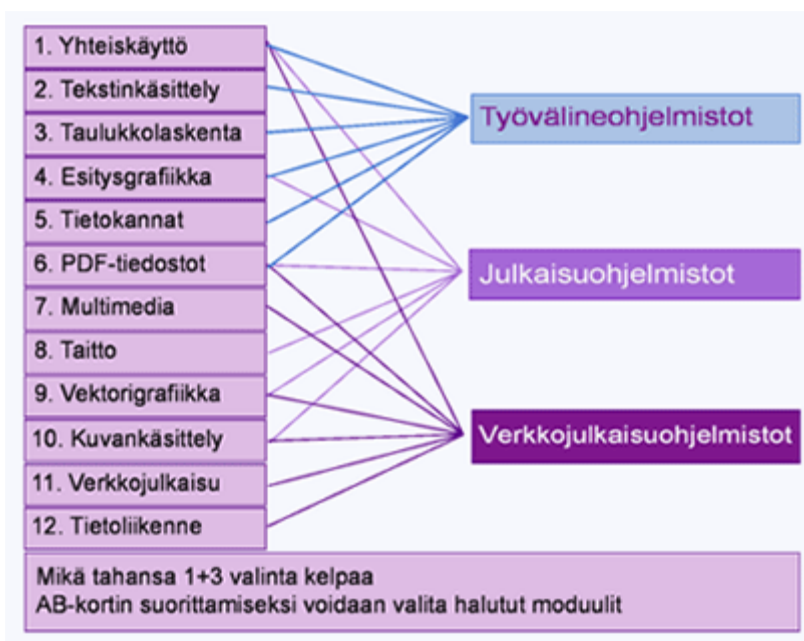 1. Yhteiskäyttö
2. Tekstinkäsittely
3. Taulukkolaskenta
4. Esitysgrafiikka
5. Tietokannat
6. PDF-tiedostot
7. Multimedia
8. Taitto
9. Vektorigrafiikka
10. Kuvankäsittely
11. Verkkojulkaisu
12. Tietoliikenne
Työvälineohjelmistot
Julkaisuohjelmistot
Verkkojulkaisuohjelmistot
Mikä tahansa 1+3 valinta kelpaa
AB-kortin suorittamiseksi voidaan valita halutut moduulit